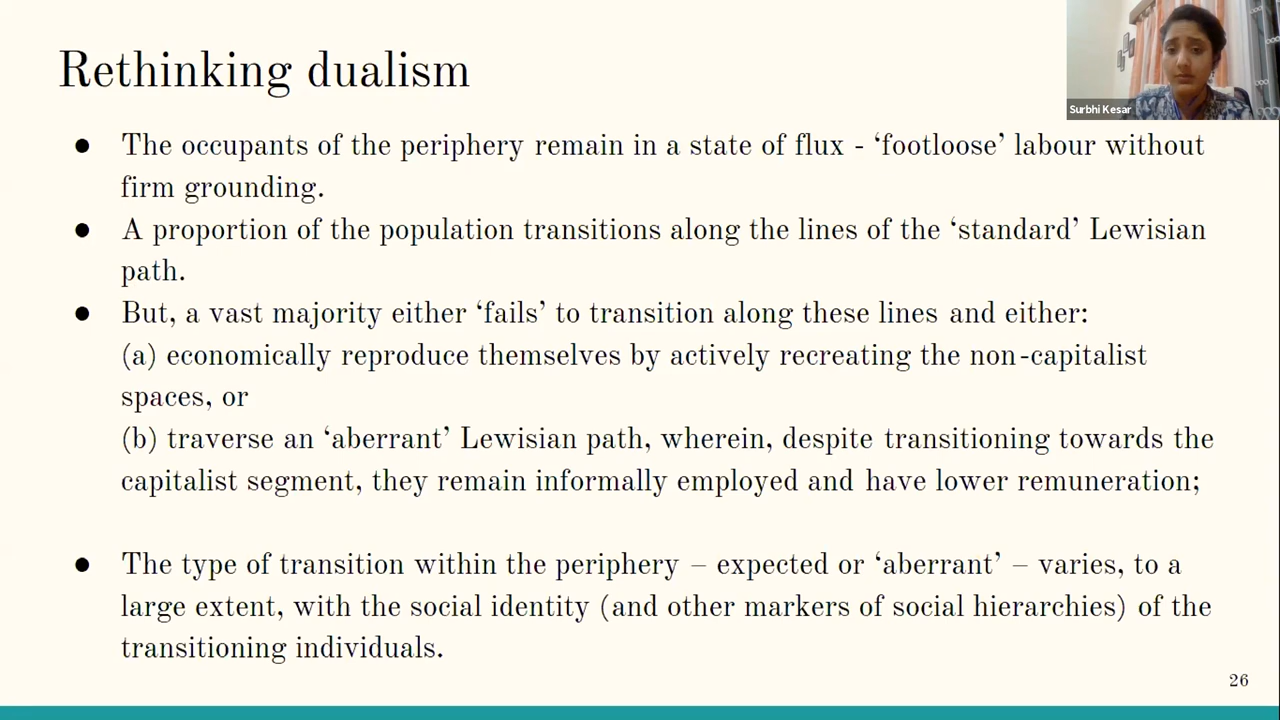 Rethinking dualism
Surbhi Kesar
● The occupants of the periphery remain in a state of flux - ‘footloose’ labour without
firm grounding.
● A proportion of the population transitions along the lines of the ‘standard’ Lewisian
path.
● But, a vast majority either ‘fails’ to transition along these lines and either:
(a) economically reproduce themselves by actively recreating the non-capitalist
spaces, or
(b) traverse an ‘aberrant’ Lewisian path, wherein, despite transitioning towards the
capitalist segment, they remain informally employed and have lower remuneration;
● The type of transition within the periphery – expected or ‘aberrant’ – varies, to a
large extent, with the social identity (and other markers of social hierarchies) of the
transitioning individuals.
26